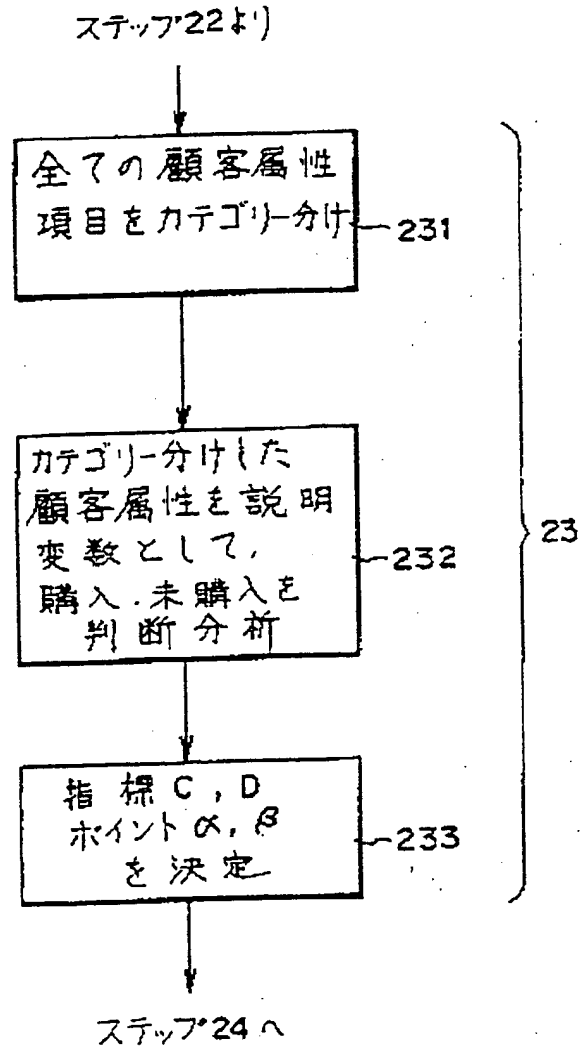 ステップ22より
全ての顧客属性
項目をカテゴリー分け
231
カテゴリー分けした
顧客属性を説明
変数として、
購入・未購入を
判断分析
232
23
指標C,D
ポイントα,β
を決定
233
ステップ24へ